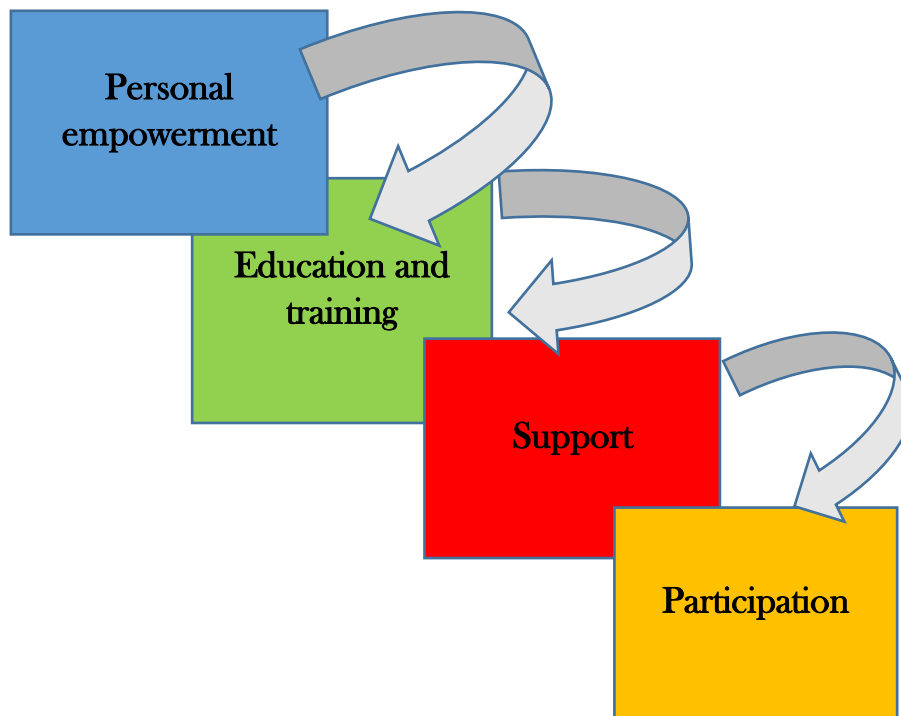 Personal
empowerment
Education and
training
Support
Participation